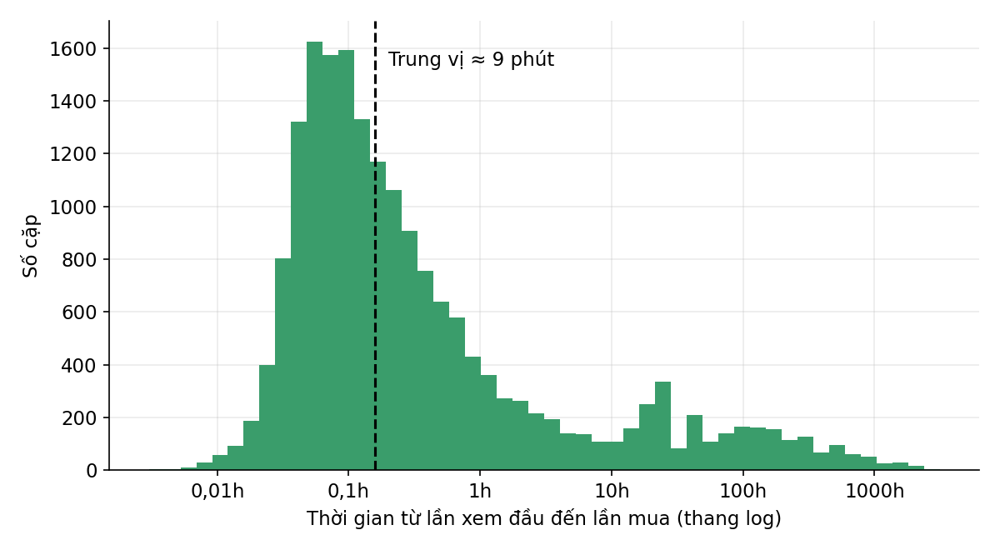 1600
1400
1200
1000
800
600
400
200
0
Số cặp
Trung vị ≈ 9 phút
0,01h 0,1h 1h 10h 100h 1000h
Thời gian từ lần xem đầu đến lần mua (thang log)